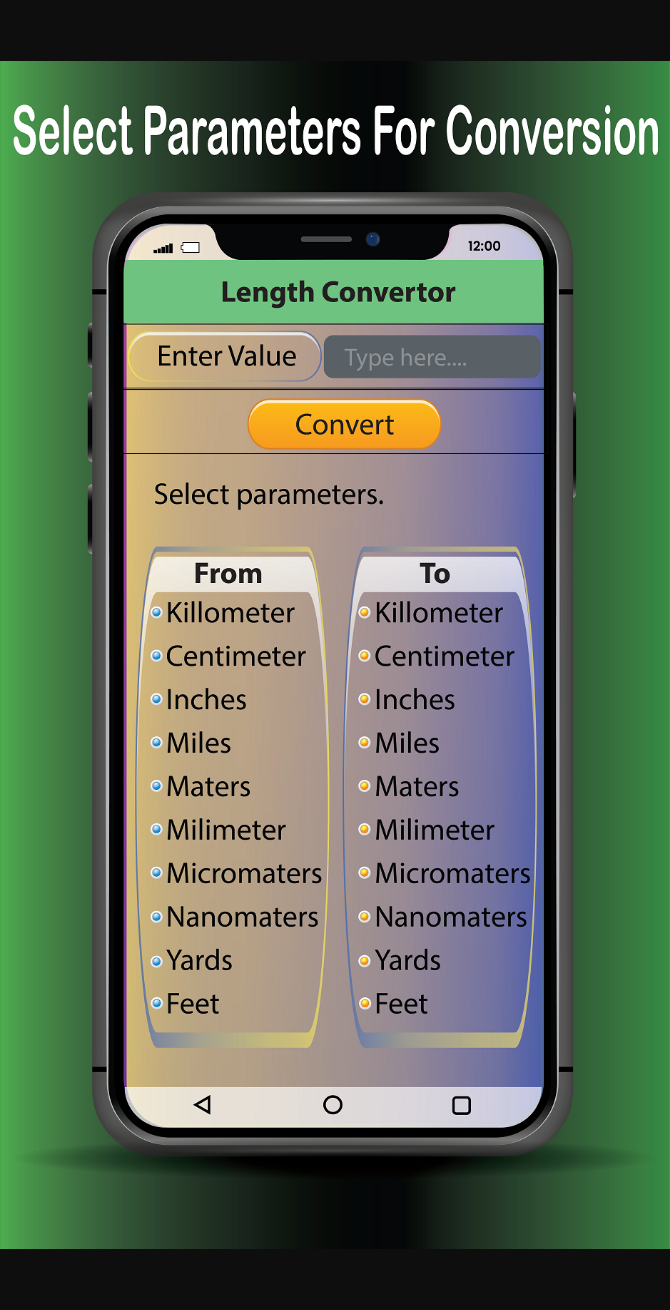 Select Parameters For Conversion
12:00
Length Convertor
Enter Value
Type here....
Convert
Select parameters.
From
Killometer
Centimeter
Inches
Miles
Maters
Milimeter
Micromaters
Nanomaters
Yards
Feet
To
Killometer
Centimeter
Inches
Miles
Maters
Milimeter
Micromaters
Nanomaters
Yards
Feet